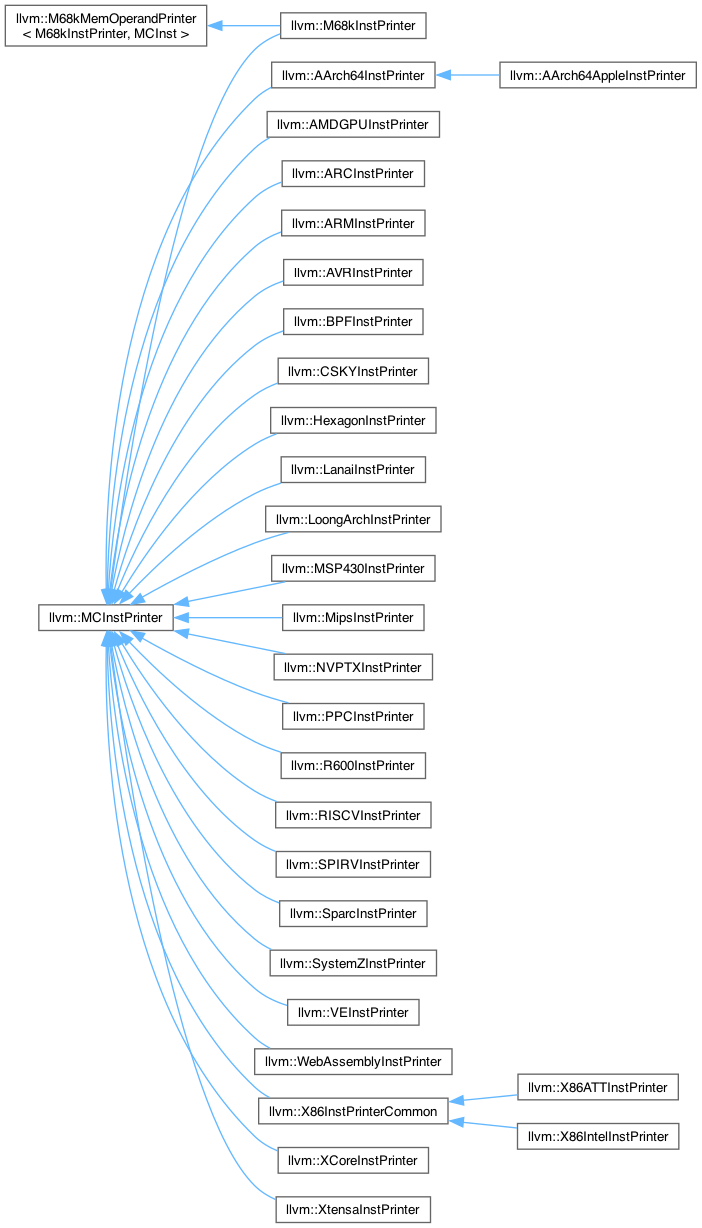 llvm::M68kMemOperandPrinter
< M68kInstPrinter, MCInst >
llvm::M68kInstPrinter
llvm::AArch64InstPrinter
llvm::AArch64AppleInstPrinter
llvm::AMDGPUInstPrinter
llvm::ARCInstPrinter
llvm::ARMInstPrinter
llvm::AVRInstPrinter
llvm::BPFInstPrinter
llvm::CSKYInstPrinter
llvm::HexagonInstPrinter
llvm::LanaiInstPrinter
llvm::LoongArchInstPrinter
llvm::MSP430InstPrinter
llvm::MCInstPrinter
llvm::MipsInstPrinter
llvm::NVPTXInstPrinter
llvm::PPCInstPrinter
llvm::R600InstPrinter
llvm::RISCVInstPrinter
llvm::SPIRVInstPrinter
llvm::SparcInstPrinter
llvm::SystemZInstPrinter
llvm::VEInstPrinter
llvm::WebAssemblyInstPrinter
llvm::X86ATTInstPrinter
llvm::X86InstPrinterCommon
llvm::X86IntelInstPrinter
llvm::XCoreInstPrinter
llvm::XtensaInstPrinter